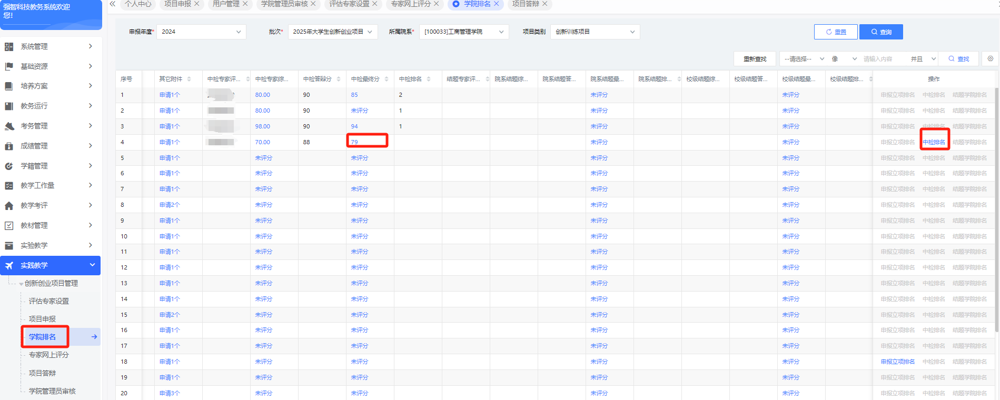 强智科技教务系统欢迎
您!
个人中心 项目申报 用户管理 学院管理员审核 评估专家设置 专家网上评分 学院排名 项目答辩
申报年度* 2024 批次* 2025年大学生创新创业项目 所属院系* [100033]工商管理学院 项目类别 创新训练项目 重置 查询
重新查找 --请选择-- 像 请输入内容 并且 查找
系统管理
基础资源
培养方案
教务运行
考务管理
成绩管理
学籍管理
教学工作量
教学考评
教材管理
实验教学
实践教学
创新创业项目管理
评估专家设置
项目申报
学院排名
专家网上评分
项目答辩
学院管理员审核
序号 其它附件 中检专家评... 中检专家综... 中检答辩分 中检最终分 中检排名 结题专家评... 院系结题综... 院系结题答... 院系结题最... 院系结题排... 校级结题综... 校级结题答... 校级结题最... 校级结题排... 操作
1 申请1个 80.00 90 85 2 未评分 未评分 申报立项排名 中检排名 结题学院排名
2 申请1个 80.00 90 未评分 1 未评分 未评分 申报立项排名 中检排名 结题学院排名
3 申请1个 98.00 90 94 1 未评分 未评分 申报立项排名 中检排名 结题学院排名
4 申请1个 70.00 88 79 未评分 未评分 申报立项排名 中检排名 结题学院排名
5 申请1个 未评分 未评分 未评分 未评分 申报立项排名 中检排名 结题学院排名
6 申请1个 未评分 未评分 未评分 未评分 申报立项排名 中检排名 结题学院排名
7 申请1个 未评分 未评分 未评分 未评分 申报立项排名 中检排名 结题学院排名
8 申请2个 未评分 未评分 未评分 未评分 申报立项排名 中检排名 结题学院排名
9 申请1个 未评分 未评分 未评分 未评分 申报立项排名 中检排名 结题学院排名
10 申请1个 未评分 未评分 未评分 未评分 申报立项排名 中检排名 结题学院排名
11 申请1个 未评分 未评分 未评分 未评分 申报立项排名 中检排名 结题学院排名
12 申请1个 未评分 未评分 未评分 未评分 申报立项排名 中检排名 结题学院排名
13 申请1个 未评分 未评分 未评分 未评分 申报立项排名 中检排名 结题学院排名
14 申请1个 未评分 未评分 未评分 未评分 申报立项排名 中检排名 结题学院排名
15 申请2个 未评分 未评分 未评分 未评分 申报立项排名 中检排名 结题学院排名
16 申请1个 未评分 未评分 未评分 未评分 申报立项排名 中检排名 结题学院排名
17 申请1个 未评分 未评分 未评分 未评分 申报立项排名 中检排名 结题学院排名
18 申请1个 未评分 未评分 未评分 未评分 申报立项排名 中检排名 结题学院排名
19 申请1个 未评分 未评分 未评分 未评分 申报立项排名 中检排名 结题学院排名
20 申请3个 未评分 未评分 未评分 未评分 申报立项排名 中检排名 结题学院排名